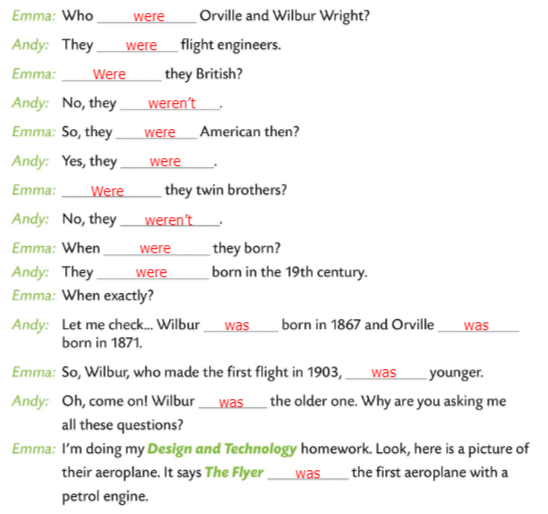 Emma: Who were Orville and Wilbur Wright?
Andy: They were flight engineers.
Emma: Were they British?
Andy: No, they weren't.
Emma: So, they were American then?
Andy: Yes, they were.
Emma: Were they twin brothers?
Andy: No, they weren't.
Emma: When were they born?
Andy: They were born in the 19th century.
Emma: When exactly?
Andy: Let me check... Wilbur was born in 1867 and Orville was
born in 1871.
Emma: So, Wilbur, who made the first flight in 1903, was younger.
Andy: Oh, come on! Wilbur was the older one. Why are you asking me
all these questions?
Emma: I'm doing my Design and Technology homework. Look, here is a picture of
their aeroplane. It says The Flyer was the first aeroplane with a
petrol engine.